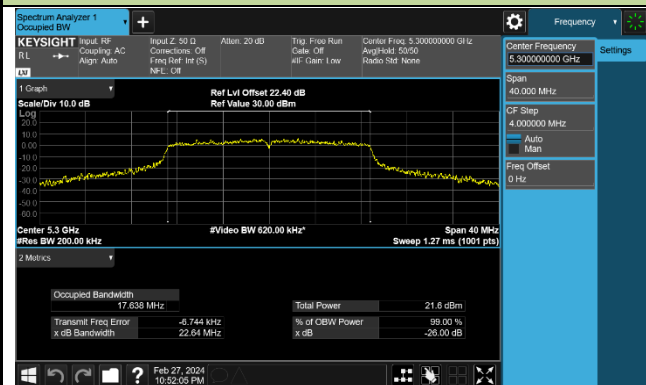 Spectrum Analyzer 1
Occupied BW
Frequency
KEYSIGHT
RL
LXI
Input: RF
Coupling: AC
Align: Auto
Input Z: 50 Ω
Corrections: Off
Freq Ref: Int (S)
NFE: Off
Atten: 20 dB
Trig: Free Run
Gate: Off
#IF Gain: Low
Center Freq: 5.300000000 GHz
Avg|Hold: 50/50
Radio Std: None
Center Frequency
5.300000000 GHz
Settings
Span
40.000 MHz
CF Step
4.000000 MHz
Auto
Man
Freq Offset
0 Hz
1 Graph
Scale/Div 10.0 dB
Ref Lvl Offset 22.40 dB
Ref Value 30.00 dBm
Log
20.0
10.0
0.00
-10.0
-20.0
-30.0
-40.0
-50.0
-60.0
Center 5.3 GHz
#Res BW 200.00 kHz
#Video BW 620.00 kHz*
Span 40 MHz
Sweep 1.27 ms (1001 pts)
2 Metrics
Occupied Bandwidth
17.638 MHz
Total Power 21.6 dBm
Transmit Freq Error -6.744 kHz
% of OBW Power 99.00 %
x dB Bandwidth 22.64 MHz
x dB -26.00 dB
?
Feb 27, 2024
10:52:05 PM